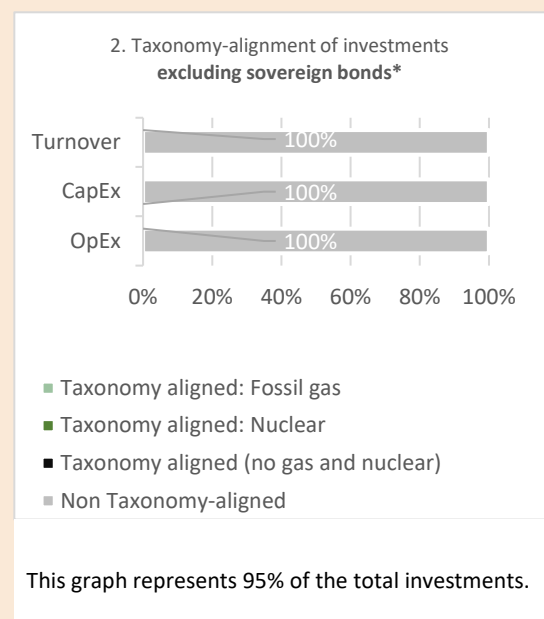 2. Taxonomy-alignment of investments
excluding sovereign bonds*
Turnover
100%
CapEx
100%
OpEx
100%
0% 20% 40% 60% 80% 100%
Taxonomy aligned: Fossil gas
Taxonomy aligned: Nuclear
Taxonomy aligned (no gas and nuclear)
Non Taxonomy-aligned
This graph represents 95% of the total investments.